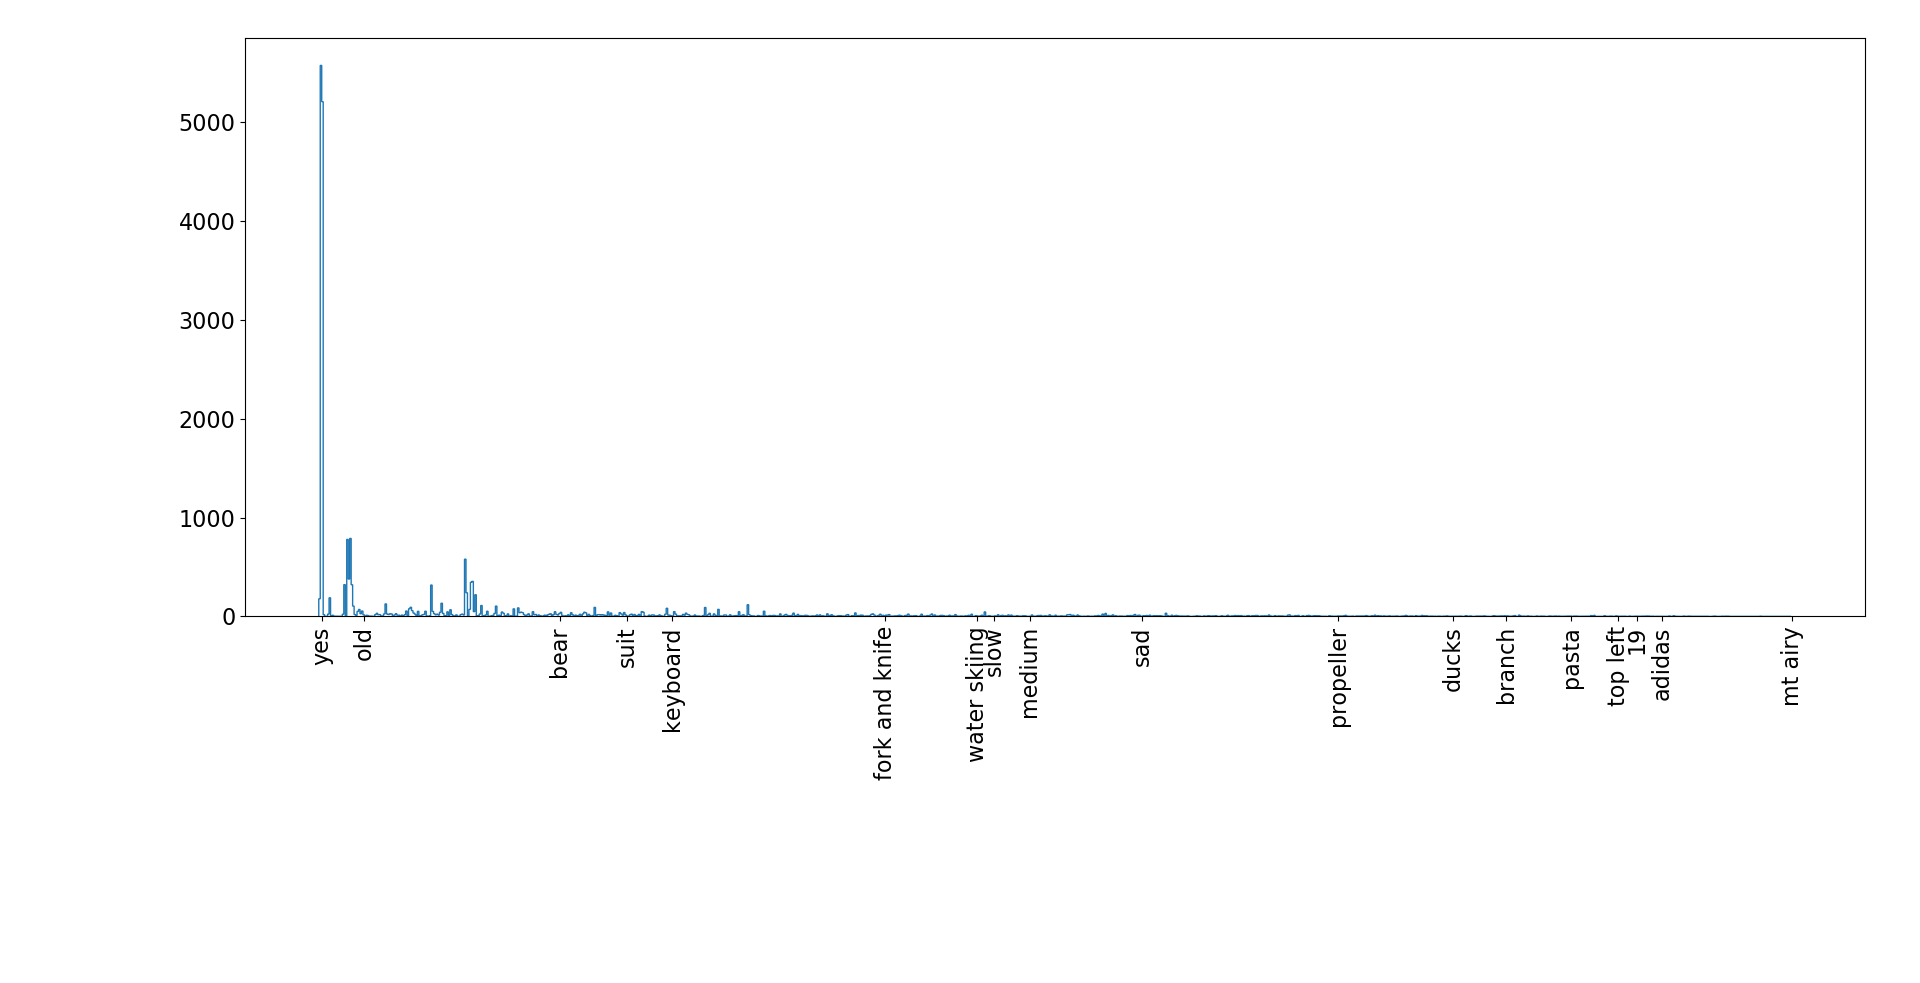 5000
4000
3000
2000
1000
0
yes
old
bear
suit
keyboard
fork and knife
water skiing
slow
medium
sad
propeller
ducks
branch
pasta
top left
19
adidas
mt airy